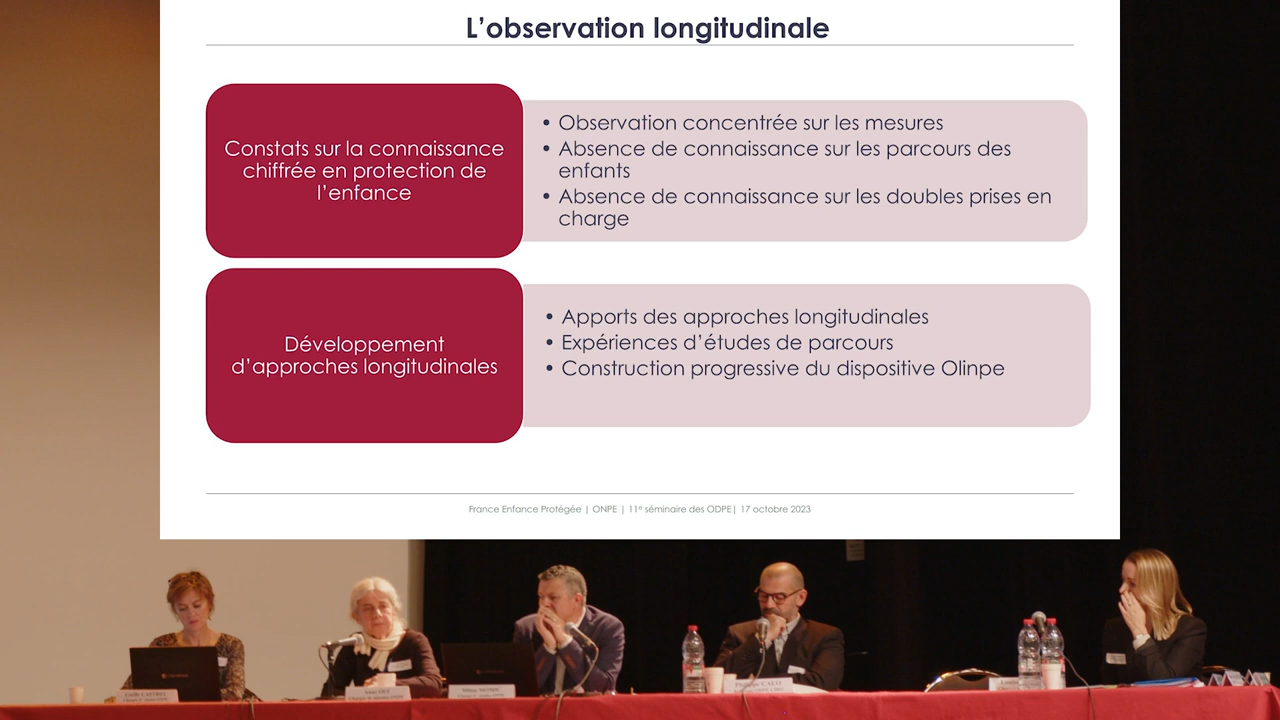 L’observation longitudinale
Constats sur la connaissance
chiffrée en protection de
l’enfance
• Observation concentrée sur les mesures
• Absence de connaissance sur les parcours des
enfants
• Absence de connaissance sur les doubles prises en
charge
Développement
d’approches longitudinales
• Apports des approches longitudinales
• Expériences d’études de parcours
• Construction progressive du dispositive Olinpe
France Enfance Protégée | ONPE | 11e séminaire des ODPE| 17 octobre 2023